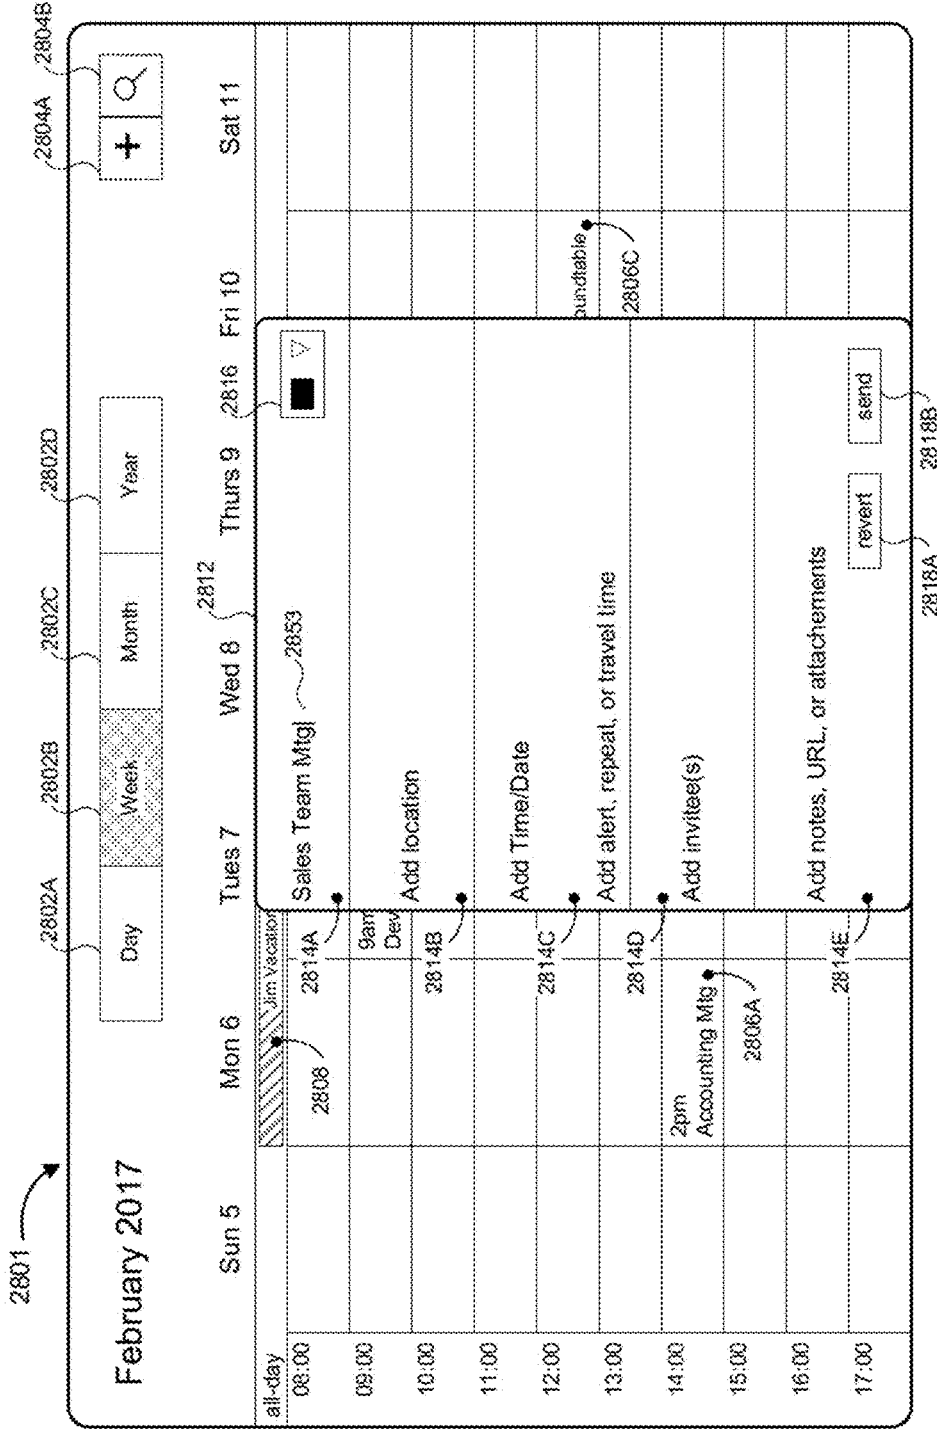 2801
2802A
2802B
2802C
2802D
2804A
2804B
February 2017
Day
Week
Month
Year
+
Sun 5
Mon 6
Tues 7
Wed 8
Thurs 9
Fri 10
Sat 11
2812
2816
all-day
Jim Vacation
08:00
2808
2814A
Sales Team Mtg|
2853
09:00
9am
Dev
10:00
2814B
Add location
11:00
12:00
2814C
Add Time/Date
oundtable
13:00
2814D
Add alert, repeat, or travel time
2806C
14:00
2pm
Accounting Mtg
Add invitee(s)
15:00
2806A
16:00
2814E
Add notes, URL, or attachements
17:00
revert
send
2818A
2818B